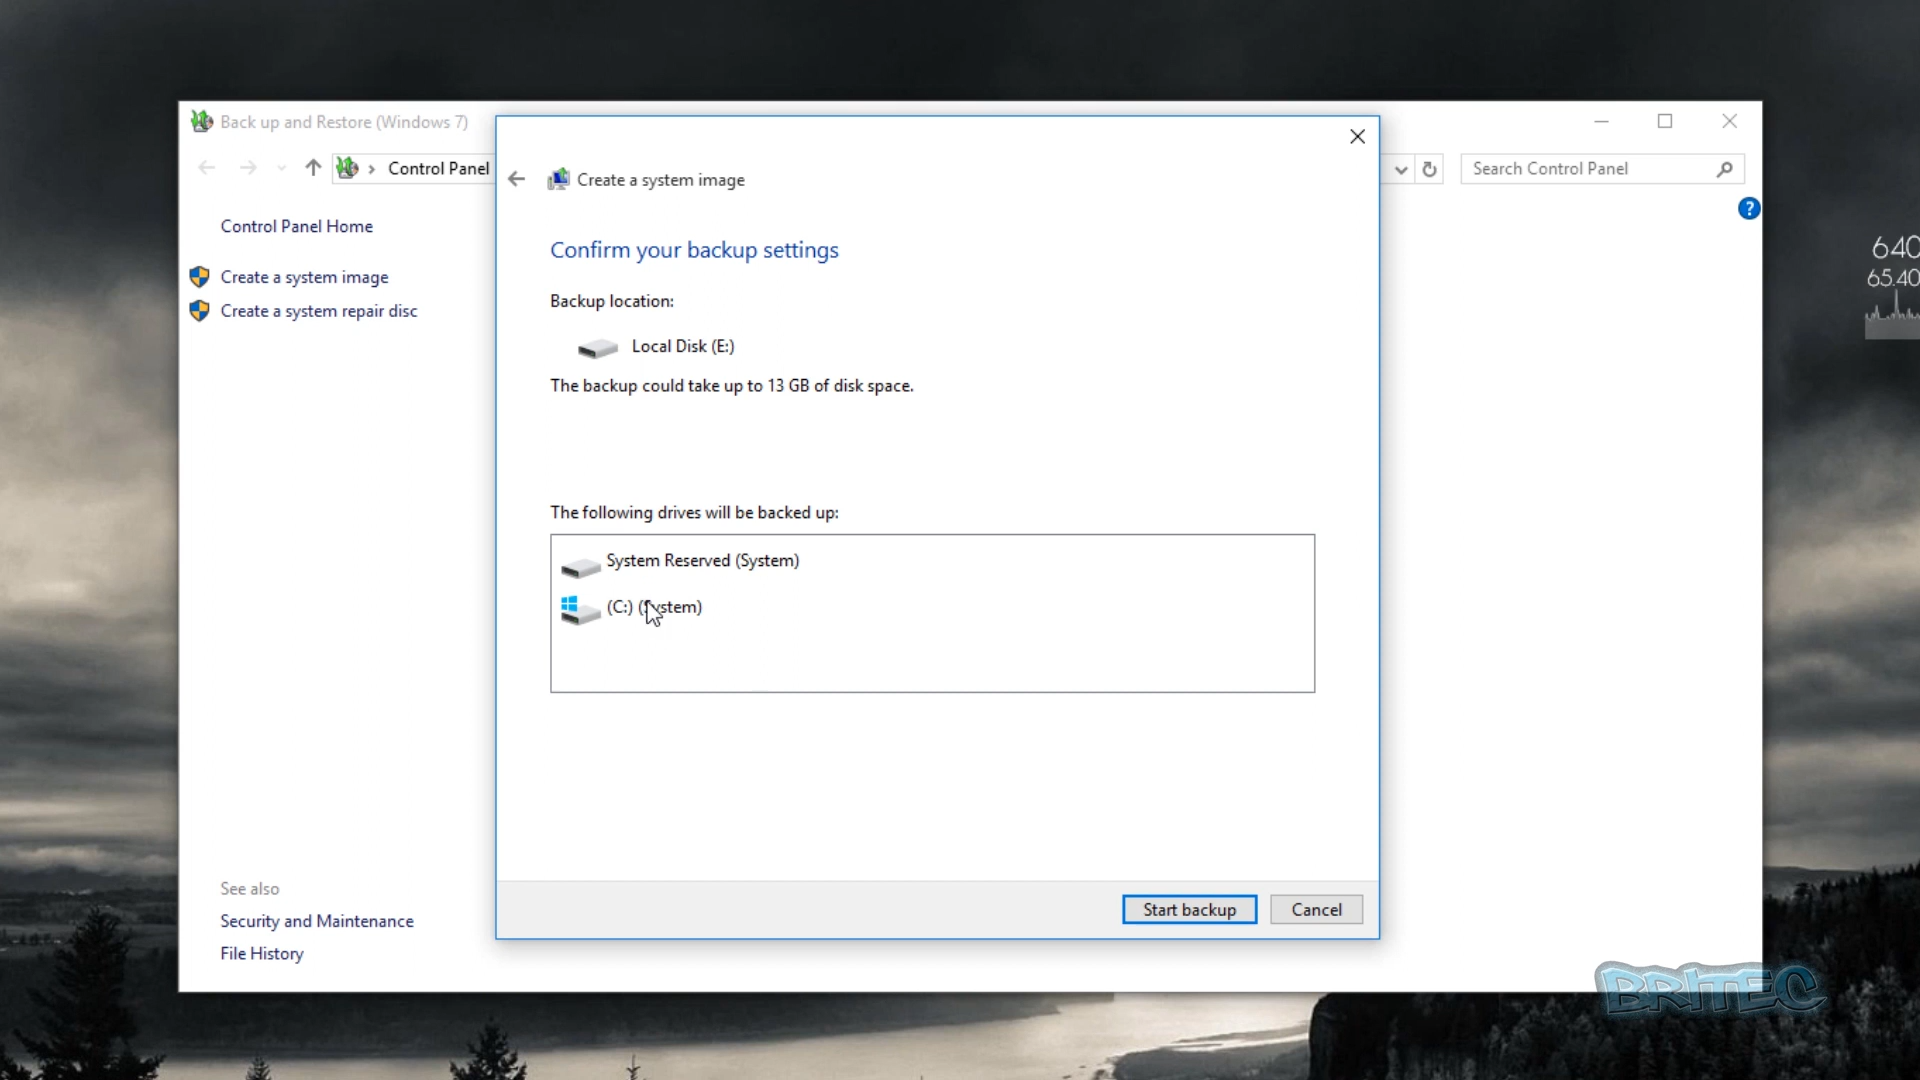 Back up and Restore (Windows 7)
Control Panel
Search Control Panel
Control Panel Home
Create a system image
Create a system repair disc
See also
Security and Maintenance
File History
Create a system image
Confirm your backup settings
Backup location:
Local Disk (E:)
The backup could take up to 13 GB of disk space.
The following drives will be backed up:
System Reserved (System)
(C:) (System)
Start backup
Cancel
?
640
65.40
BRITEC